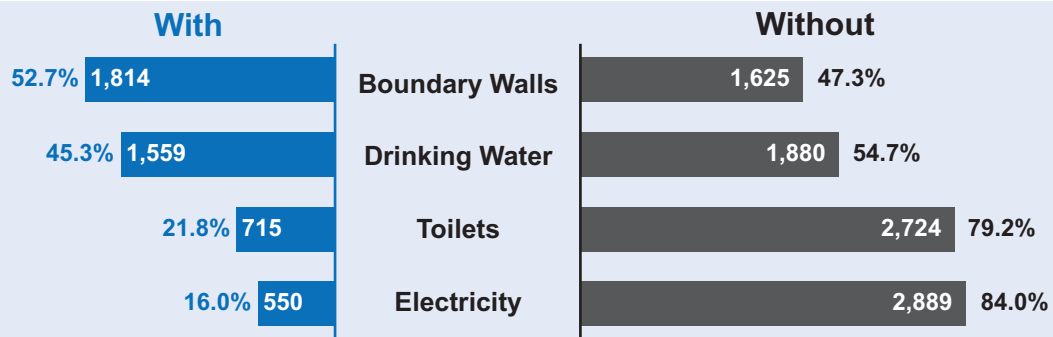 With Without
52.7% 1,814 Boundary Walls 1,625 47.3%
45.3% 1,559 Drinking Water 1,880 54.7%
21.8% 715 Toilets 2,724 79.2%
16.0% 550 Electricity 2,889 84.0%